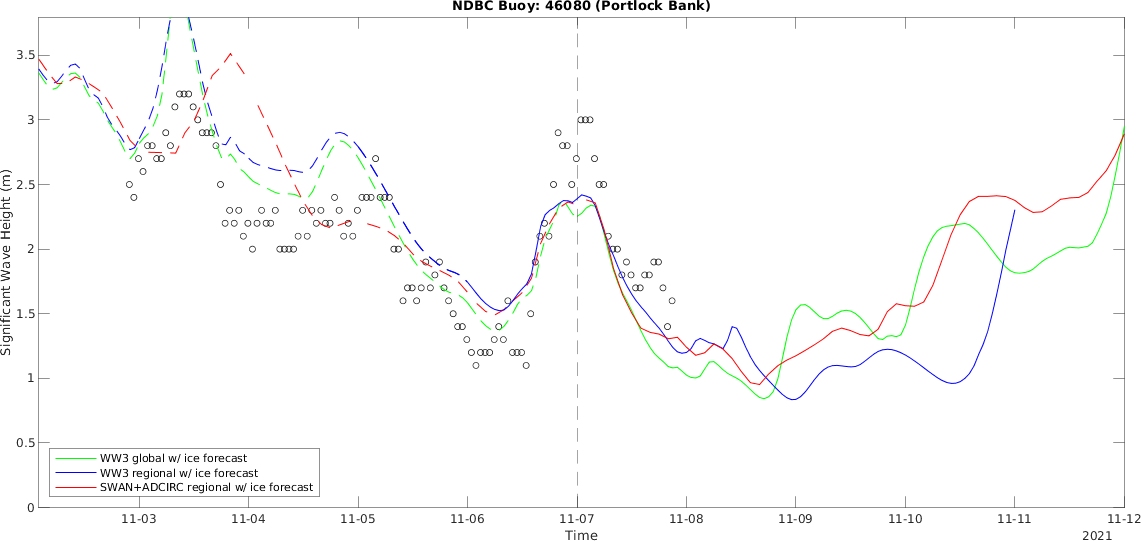 NDBC Buoy: 46080 (Portlock Bank)
Significant Wave Height (m)
3.5
3
2.5
2
1.5
1
0.5
0
WW3 global w/ ice forecast
WW3 regional w/ ice forecast
SWAN+ADCIRC regional w/ ice forecast
11-03 11-04 11-05 11-06 11-07 11-08 11-09 11-10 11-11 11-12
Time 2021